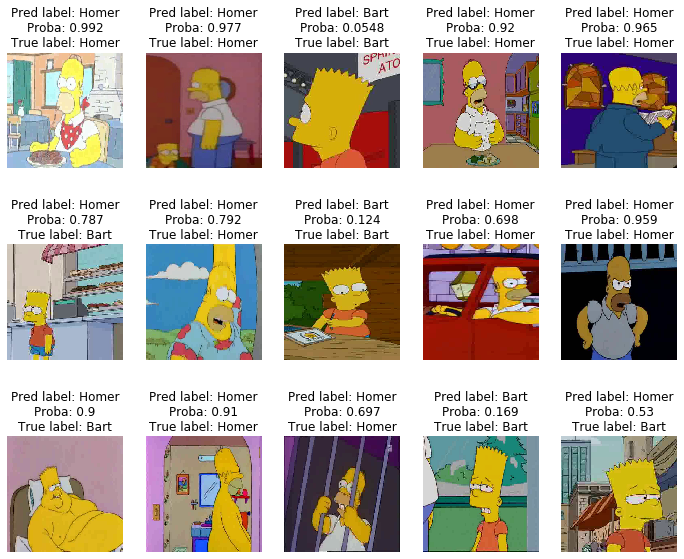 Pred label: Homer
Proba: 0.992
True label: Homer
Pred label: Homer
Proba: 0.977
True label: Homer
Pred label: Bart
Proba: 0.0548
True label: Bart
Pred label: Homer
Proba: 0.92
True label: Homer
Pred label: Homer
Proba: 0.965
True label: Homer
SPRI
ATO
Pred label: Homer
Proba: 0.787
True label: Bart
Pred label: Homer
Proba: 0.792
True label: Homer
Pred label: Bart
Proba: 0.124
True label: Bart
Pred label: Homer
Proba: 0.698
True label: Homer
Pred label: Homer
Proba: 0.959
True label: Homer
Pred label: Homer
Proba: 0.9
True label: Bart
Pred label: Homer
Proba: 0.91
True label: Homer
Pred label: Homer
Proba: 0.697
True label: Homer
Pred label: Bart
Proba: 0.169
True label: Bart
Pred label: Homer
Proba: 0.53
True label: Bart